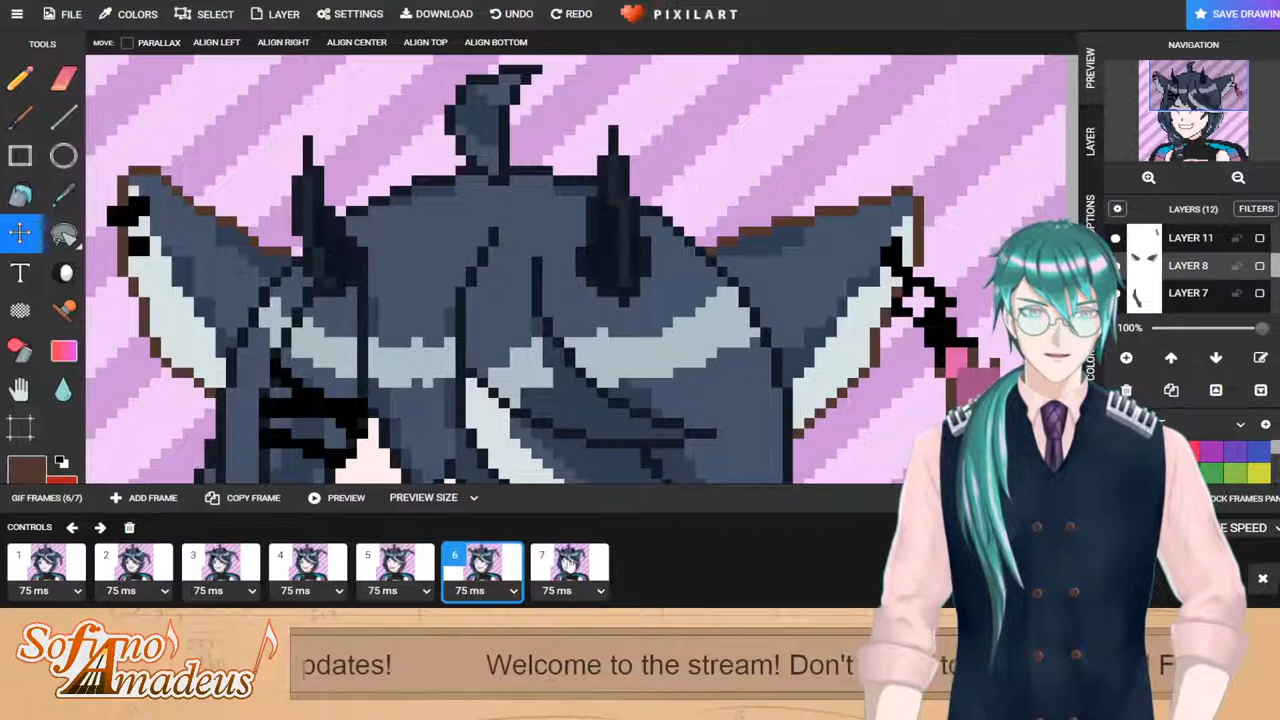 FILE COLORS SELECT LAYER SETTINGS DOWNLOAD UNDO REDO PIXILART SAVE DRAWIN
TOOLS MOVE: PARALLAX ALIGN LEFT ALIGN RIGHT ALIGN CENTER ALIGN TOP ALIGN BOTTOM NAVIGATION
PREVIEW
LAYER
LAYERS (12) FILTERS
LAYER 11
LAYER 8
LAYER 7
100%
GIF FRAMES (6/7) ADD FRAME COPY FRAME PREVIEW PREVIEW SIZE OCK FRAMES PAN
CONTROLS E SPEED
1 2 3 4 5 6 7
75 ms 75 ms 75 ms 75 ms 75 ms 75 ms 75 ms
Sofiano
Amadeus
pdates! Welcome to the stream! Don't to